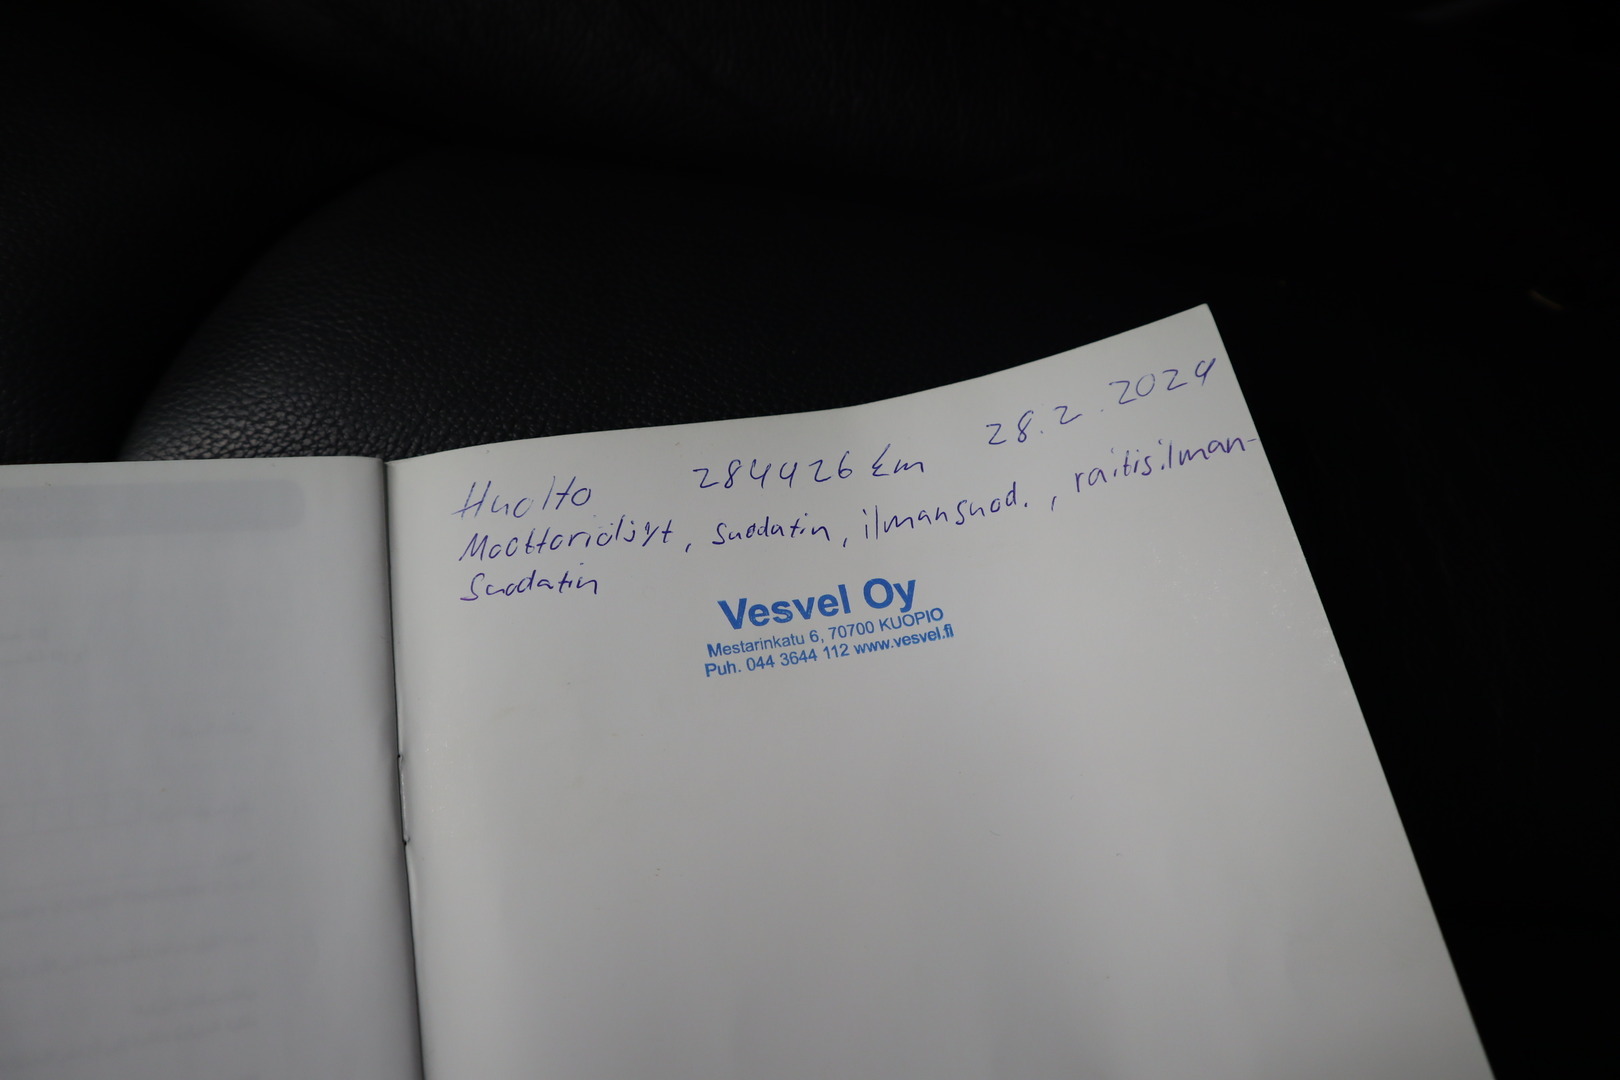 Huolto 284426 km 28.2.2024
Moottoriöljyt, suodatin, ilmansuod., raitisilman-
suodatin
Vesvel Oy
Mestarinkatu 6, 70700 KUOPIO
Puh. 044 3644 112 www.vesvel.fi